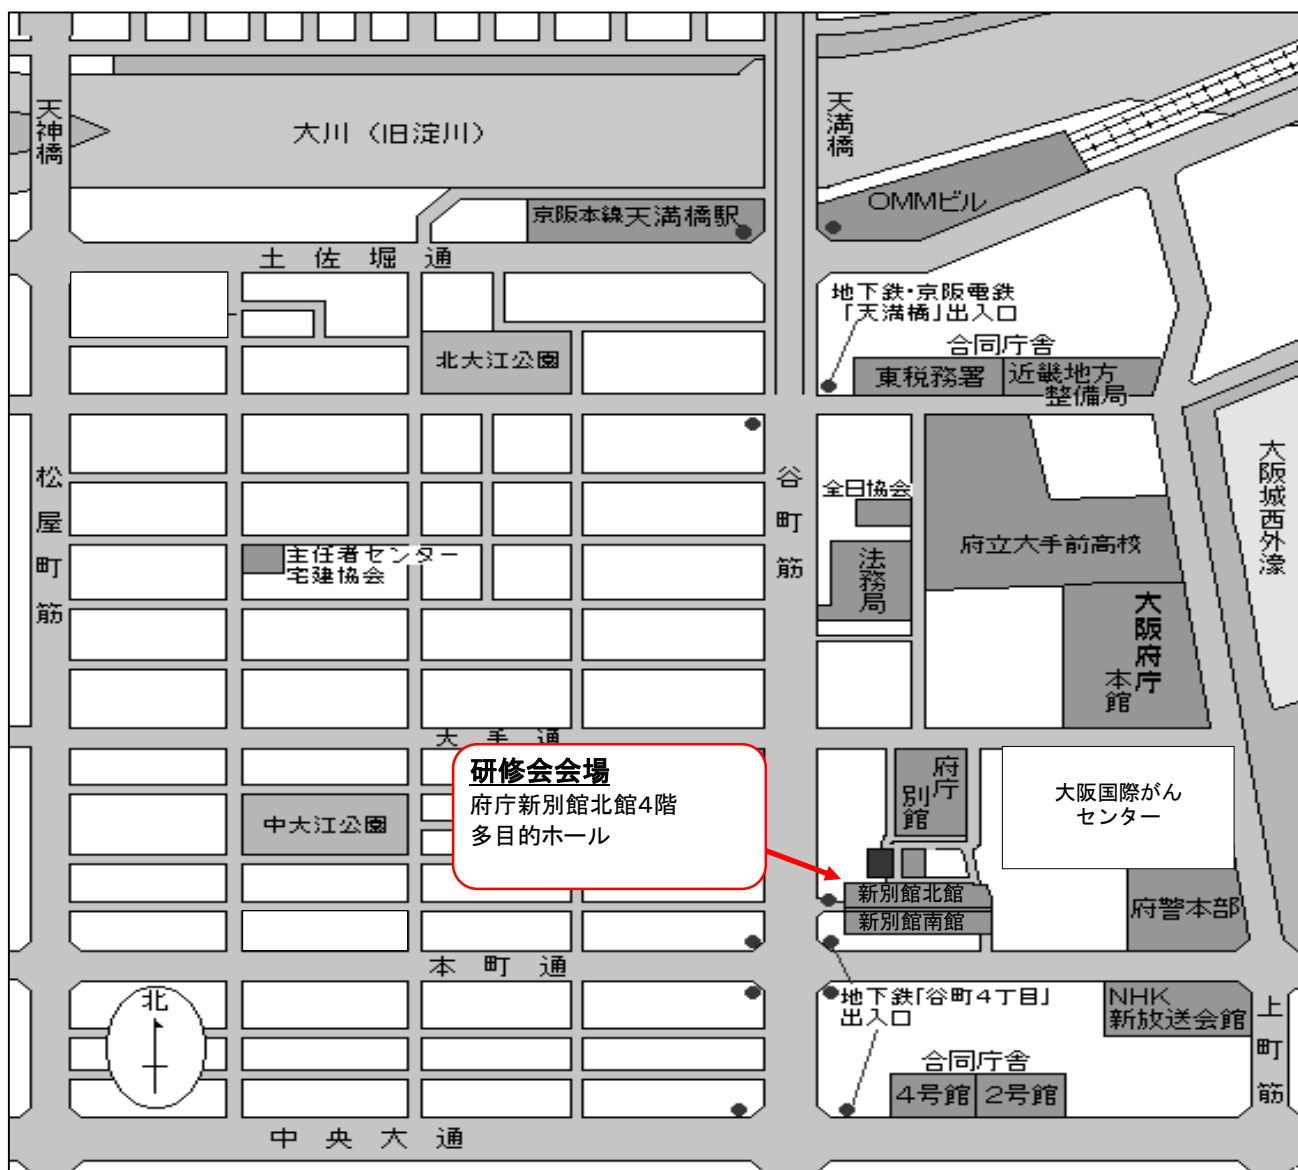 天神橋
大川（旧淀川）
天満橋
OMMビル
京阪本線天満橋駅
土佐堀通
地下鉄・京阪電鉄
「天満橋」出入口
合同庁舎
北大江公園
東税務署
近畿地方
整備局
松屋町筋
谷町筋
大阪城西外濠
全日協会
主任者センター
宅建協会
法務局
府立大手前高校
大阪府庁
本館
大手通
研修会会場
府庁新別館北館4階
多目的ホール
府庁
別館
大阪国際がん
センター
中大江公園
新別館北館
新別館南館
府警本部
本町通
北
地下鉄「谷町4丁目」
出入口
NHK
新放送会館
上町筋
合同庁舎
4号館
2号館
中央大通